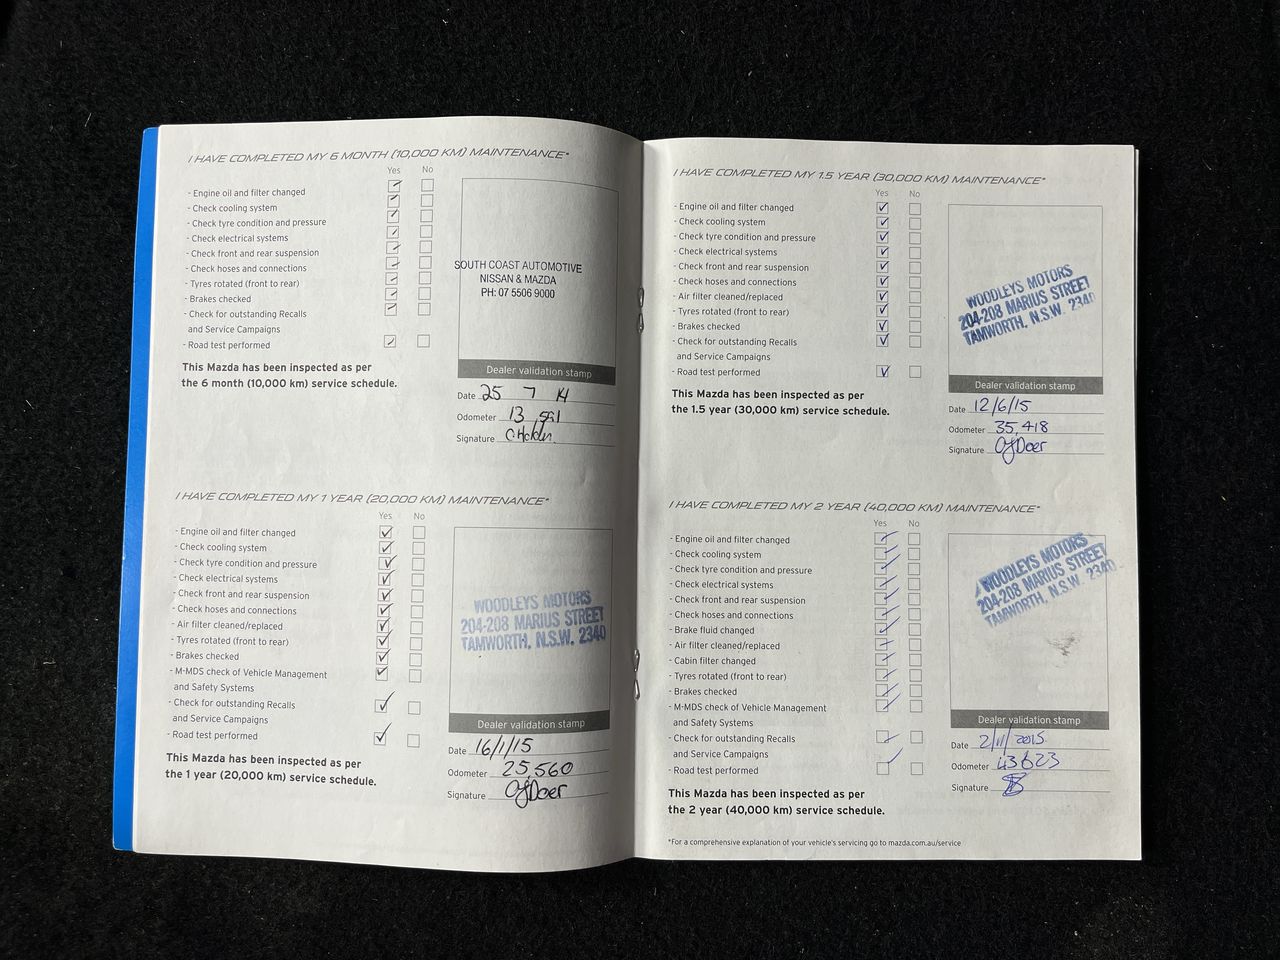 I HAVE COMPLETED MY 6 MONTH (10,000 KM) MAINTENANCE*
Yes No
- Engine oil and filter changed
- Check cooling system
- Check tyre condition and pressure
- Check electrical systems
- Check front and rear suspension
- Check hoses and connections
- Tyres rotated (front to rear)
- Brakes checked
- Check for outstanding Recalls
and Service Campaigns
- Road test performed
This Mazda has been inspected as per
the 6 month (10,000 km) service schedule.
SOUTH COAST AUTOMOTIVE
NISSAN & MAZDA
PH: 07 5506 9000
Dealer validation stamp
Date 25 7 14
Odometer 13
Signature C. Holden
I HAVE COMPLETED MY 1 YEAR (20,000 KM) MAINTENANCE*
Yes No
- Engine oil and filter changed
- Check cooling system
- Check tyre condition and pressure
- Check electrical systems
- Check front and rear suspension
- Check hoses and connections
- Air filter cleaned/replaced
- Tyres rotated (front to rear)
- Brakes checked
- M-MDS check of Vehicle Management
and Safety Systems
- Check for outstanding Recalls
and Service Campaigns
- Road test performed
This Mazda has been inspected as per
the 1 year (20,000 km) service schedule.
WOODLEYS MOTORS
204-208 MARIUS STREET
TAMWORTH, N.S.W. 2340
Dealer validation stamp
Date 16/1/15
Odometer 25,560
Signature
I HAVE COMPLETED MY 1.5 YEAR (30,000 KM) MAINTENANCE*
Yes No
- Engine oil and filter changed
- Check cooling system
- Check tyre condition and pressure
- Check electrical systems
- Check front and rear suspension
- Check hoses and connections
- Air filter cleaned/replaced
- Tyres rotated (front to rear)
- Brakes checked
- Check for outstanding Recalls
and Service Campaigns
- Road test performed
This Mazda has been inspected as per
the 1.5 year (30,000 km) service schedule.
WOODLEYS MOTORS
204-208 MARIUS STREET
TAMWORTH, N.S.W. 2340
Dealer validation stamp
Date 12/6/15
Odometer 35,418
Signature
I HAVE COMPLETED MY 2 YEAR (40,000 KM) MAINTENANCE*
Yes No
- Engine oil and filter changed
- Check cooling system
- Check tyre condition and pressure
- Check electrical systems
- Check front and rear suspension
- Check hoses and connections
- Brake fluid changed
- Air filter cleaned/replaced
- Cabin filter changed
- Tyres rotated (front to rear)
- Brakes checked
- M-MDS check of Vehicle Management
and Safety Systems
- Check for outstanding Recalls
and Service Campaigns
- Road test performed
This Mazda has been inspected as per
the 2 year (40,000 km) service schedule.
WOODLEYS MOTORS
204-208 MARIUS STREET
TAMWORTH, N.S.W. 2340
Dealer validation stamp
Date 2/11/2015
Odometer 43623
Signature
*For a comprehensive explanation of your vehicle's servicing go to mazda.com.au/service